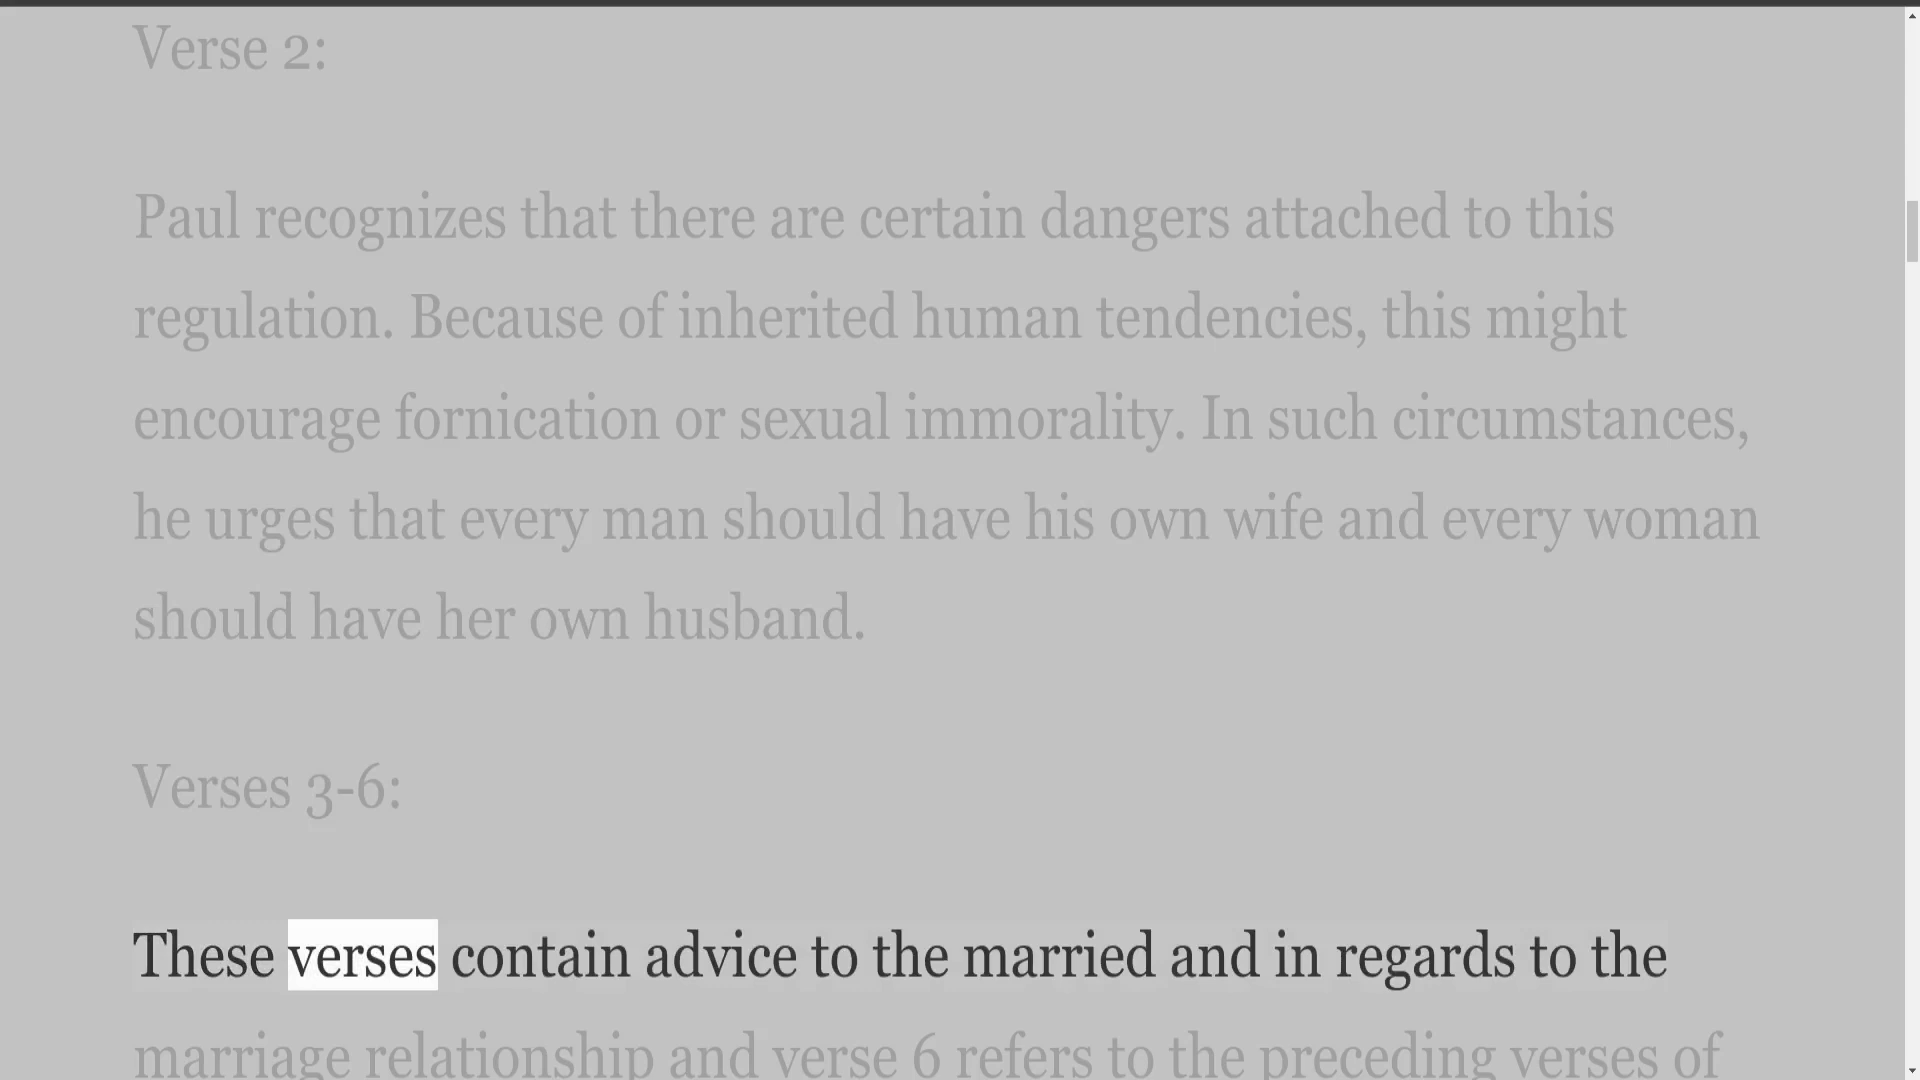 Verse 2:
Paul recognizes that there are certain dangers attached to this
regulation. Because of inherited human tendencies, this might
encourage fornication or sexual immorality. In such circumstances,
he urges that every man should have his own wife and every woman
should have her own husband.
Verses 3-6:
These verses contain advice to the married and in regards to the
marriage relationship and verse 6 refers to the preceding verses of